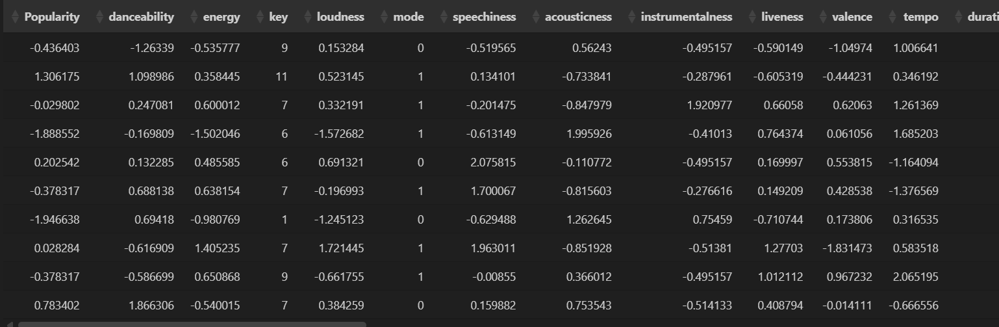 Popularity danceability energy key loudness mode speechiness acousticness instrumentalness liveness valence tempo durati
-0.436403 -1.26339 -0.535777 9 0.153284 0 -0.519565 0.56243 -0.495157 -0.590149 -1.04974 1.006641
1.306175 1.098986 0.358445 11 0.523145 1 0.134101 -0.733841 -0.287961 -0.605319 -0.444231 0.346192
-0.029802 0.247081 0.600012 7 0.332191 1 -0.201475 -0.847979 1.920977 0.66058 0.62063 1.261369
-1.888552 -0.169809 -1.502046 6 -1.572682 1 -0.613149 1.995926 -0.41013 0.764374 0.061056 1.685203
0.202542 0.132285 0.485585 6 0.691321 0 2.075815 -0.110772 -0.495157 0.169997 0.553815 -1.164094
-0.378317 0.688138 0.638154 7 -0.196993 1 1.700067 -0.815603 -0.276616 0.149209 0.428538 -1.376569
-1.946638 0.69418 -0.980769 1 -1.245123 0 -0.629488 1.262645 0.75459 -0.710744 0.173806 0.316535
0.028284 -0.616909 1.405235 7 1.721445 1 1.963011 -0.851928 -0.51381 1.27703 -1.831473 0.583518
-0.378317 -0.586699 0.650868 9 -0.661755 1 -0.00855 0.366012 -0.495157 1.012112 0.967232 2.065195
0.783402 1.866306 -0.540015 7 0.384259 0 0.159882 0.753543 -0.514133 0.408794 -0.014111 -0.666556